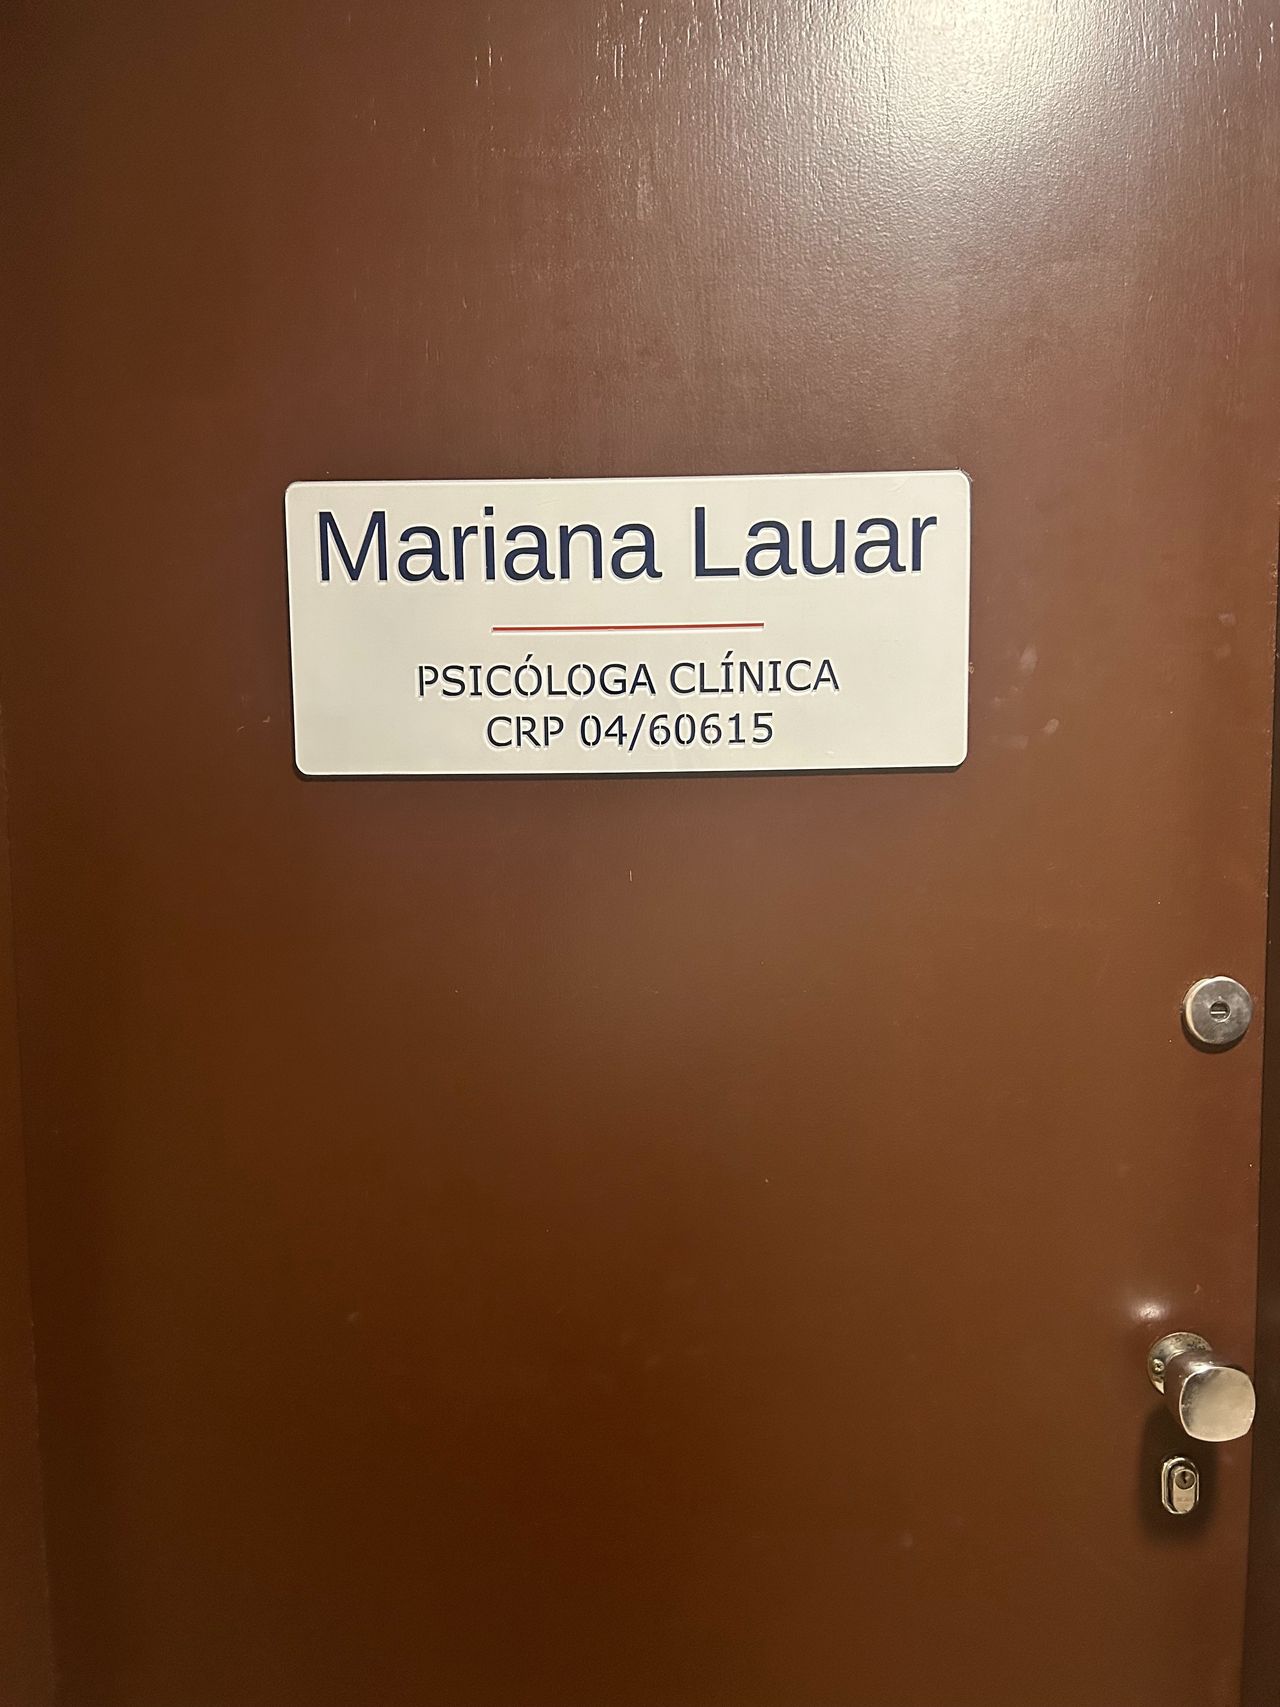 Mariana Lauar
PSICÓLOGA CLÍNICA
CRP 04/60615